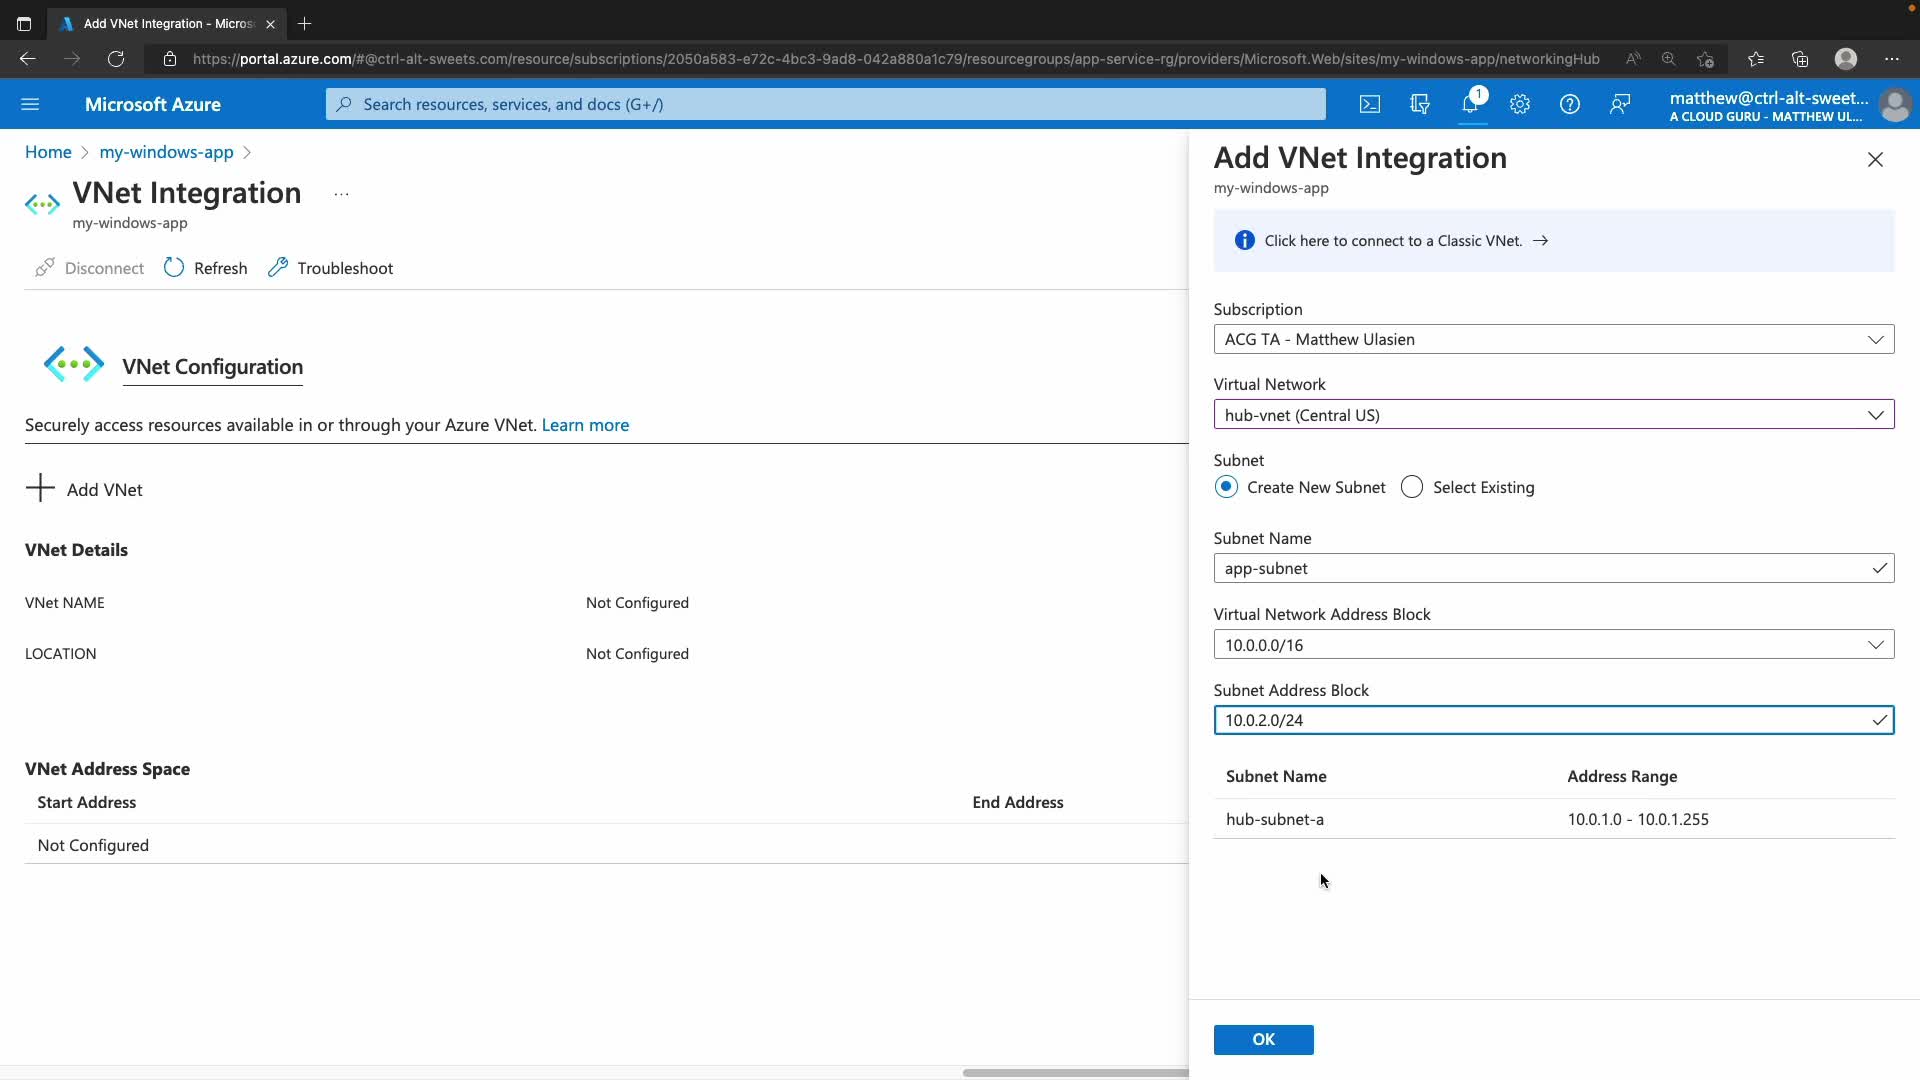 Add VNet Integration - Micros
https://portal.azure.com/#@ctrl-alt-sweets.com/resource/subscriptions/2050a583-e72c-4bc3-9ad8-042a880a1c79/resourcegroups/app-service-rg/providers/Microsoft.Web/sites/my-windows-app/networkingHub
Microsoft Azure
Search resources, services, and docs (G+/)
1
matthew@ctrl-alt-sweet...
A CLOUD GURU - MATTHEW UL...
Home > my-windows-app >
VNet Integration ...
my-windows-app
Disconnect Refresh Troubleshoot
VNet Configuration
Securely access resources available in or through your Azure VNet. Learn more
Add VNet
VNet Details
VNet NAME Not Configured
LOCATION Not Configured
VNet Address Space
Start Address End Address
Not Configured
Add VNet Integration
my-windows-app
Click here to connect to a Classic VNet. →
Subscription
ACG TA - Matthew Ulasien
Virtual Network
hub-vnet (Central US)
Subnet
Create New Subnet Select Existing
Subnet Name
app-subnet
Virtual Network Address Block
10.0.0.0/16
Subnet Address Block
10.0.2.0/24
Subnet Name Address Range
hub-subnet-a 10.0.1.0 - 10.0.1.255
OK